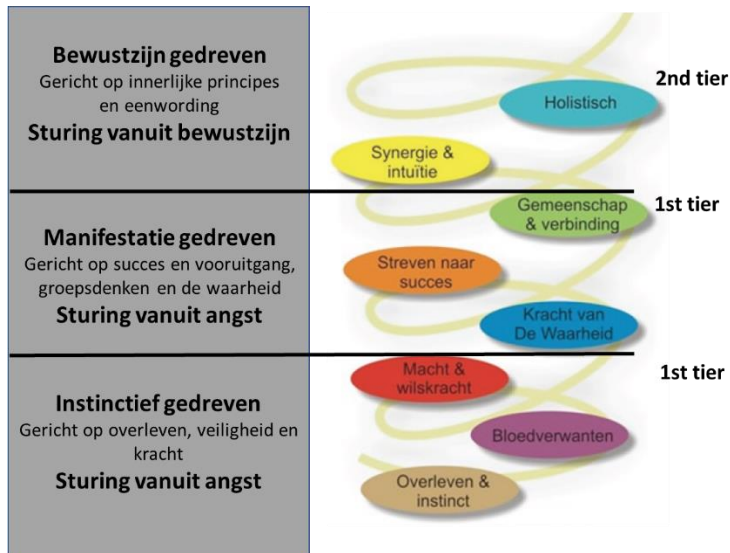 Bewustzijn gedreven
Gericht op innerlijke principes
en eenwording
Sturing vanuit bewustzijn
2nd tier
Holistisch
Synergie &
intuïtie
Manifestatie gedreven
Gericht op succes en vooruitgang,
groepsdenken en de waarheid
Sturing vanuit angst
1st tier
Gemeenschap
& verbinding
Streven naar
succes
Kracht van
De Waarheid
Instinctief gedreven
Gericht op overleven, veiligheid en
kracht
Sturing vanuit angst
1st tier
Macht &
wilskracht
Bloedverwanten
Overleven &
instinct